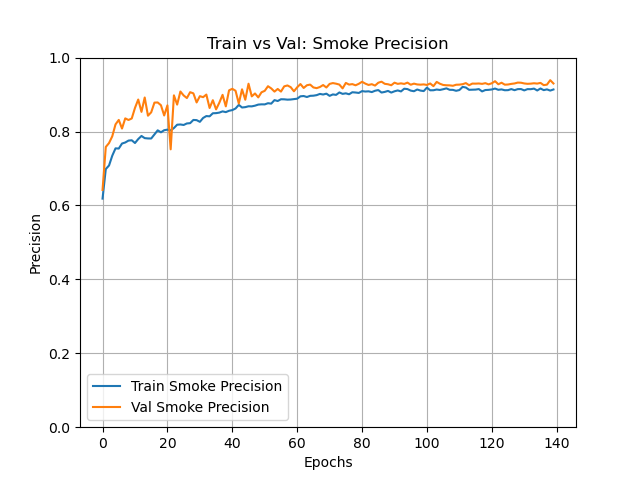 Train vs Val: Smoke Precision
1.0
0.8
0.6
0.4
0.2
0.0
Precision
Train Smoke Precision
Val Smoke Precision
0 20 40 60 80 100 120 140
Epochs